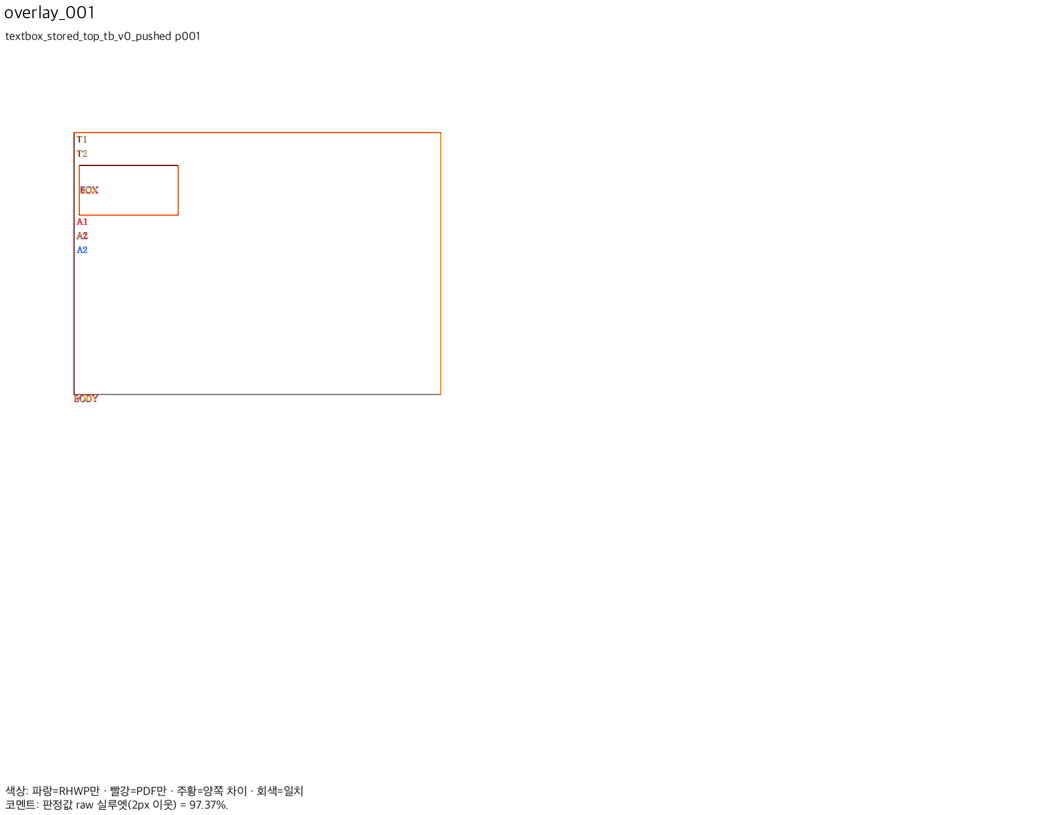 overlay_001
textbox_stored_top_tb_v0_pushed p001
T1
T2
BOX
A1
A2
A2
BODY
색상: 파랑=RHWP만 · 빨강=PDF만 · 주황=양쪽 차이 · 회색=일치
코멘트: 판정값 raw 실루엣(2px 이웃) = 97.37%.